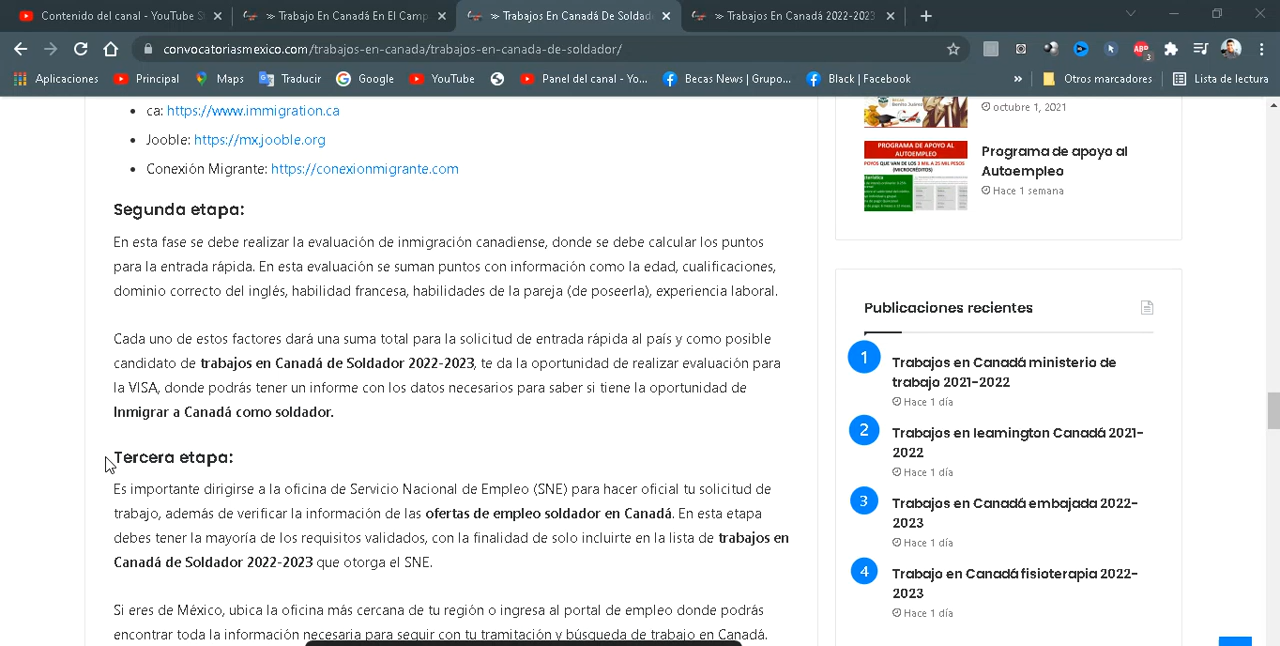 Contenido del canal - YouTube S
» Trabajo En Canadá En El Camp
» Trabajos En Canadá De Soldad
» Trabajos En Canadá 2022-2023
convocatoriasmexico.com/trabajos-en-canada/trabajos-en-canada-de-soldador/
ABP
3
Aplicaciones
Principal
Maps
Traducir
Google
YouTube
Panel del canal - Yo...
Becas News | Grupo...
Black | Facebook
»
Otros marcadores
Lista de lectura
ca: https://www.immigration.ca
Jooble: https://mx.jooble.org
Conexión Migrante: https://conexionmigrante.com
Segunda etapa:
En esta fase se debe realizar la evaluación de inmigración canadiense, donde se debe calcular los puntos
para la entrada rápida. En esta evaluación se suman puntos con información como la edad, cualificaciones,
dominio correcto del inglés, habilidad francesa, habilidades de la pareja (de poseerla), experiencia laboral.
Cada uno de estos factores dará una suma total para la solicitud de entrada rápida al país y como posible
candidato de trabajos en Canadá de Soldador 2022-2023, te da la oportunidad de realizar evaluación para
la VISA, donde podrás tener un informe con los datos necesarios para saber si tiene la oportunidad de
Inmigrar a Canadá como soldador.
Tercera etapa:
Es importante dirigirse a la oficina de Servicio Nacional de Empleo (SNE) para hacer oficial tu solicitud de
trabajo, además de verificar la información de las ofertas de empleo soldador en Canadá. En esta etapa
debes tener la mayoría de los requisitos validados, con la finalidad de solo incluirte en la lista de trabajos en
Canadá de Soldador 2022-2023 que otorga el SNE.
Si eres de México, ubica la oficina más cercana de tu región o ingresa al portal de empleo donde podrás
encontrar toda la información necesaria para seguir con tu tramitación y búsqueda de trabajo en Canadá.
octubre 1, 2021
PROGRAMA DE APOYO AL
AUTOEMPLEO
Programa de apoyo al
Autoempleo
Hace 1 semana
Publicaciones recientes
1
Trabajos en Canadá ministerio de
trabajo 2021-2022
Hace 1 día
2
Trabajos en leamington Canadá 2021-
2022
Hace 1 día
3
Trabajos en Canadá embajada 2022-
2023
Hace 1 día
4
Trabajo en Canadá fisioterapia 2022-
2023
Hace 1 día